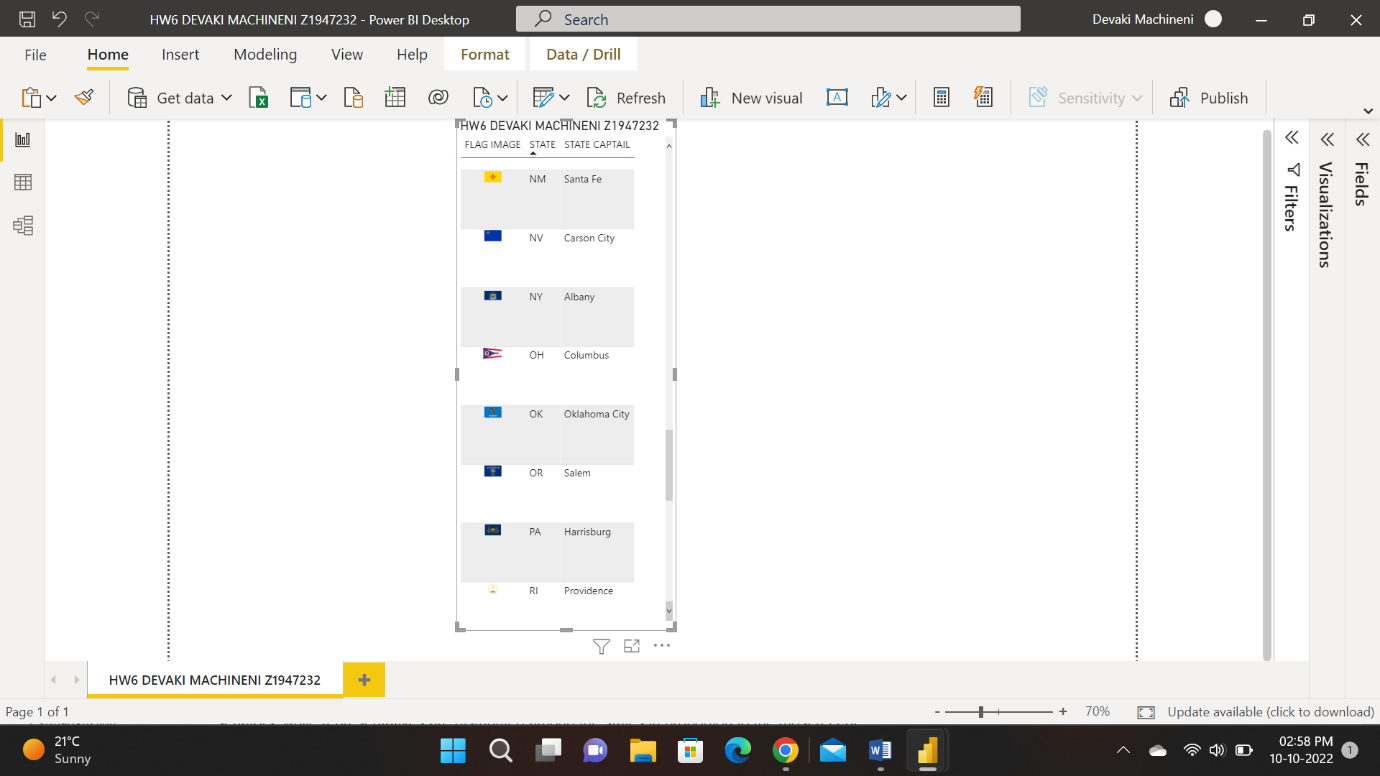 HW6 DEVAKI MACHINENI Z1947232 - Power BI Desktop
Search
Devaki Machineni
File Home Insert Modeling View Help Format Data / Drill
Get data Refresh New visual Sensitivity Publish
HW6 DEVAKI MACHINENI Z1947232
FLAG IMAGE STATE STATE CAPTAIL
NM Santa Fe
NV Carson City
NY Albany
OH Columbus
OK Oklahoma City
OR Salem
PA Harrisburg
RI Providence
Filters
Visualizations
Fields
HW6 DEVAKI MACHINENI Z1947232
Page 1 of 1
- + 70% Update available (click to download)
21°C
Sunny
02:58 PM
10-10-2022
1